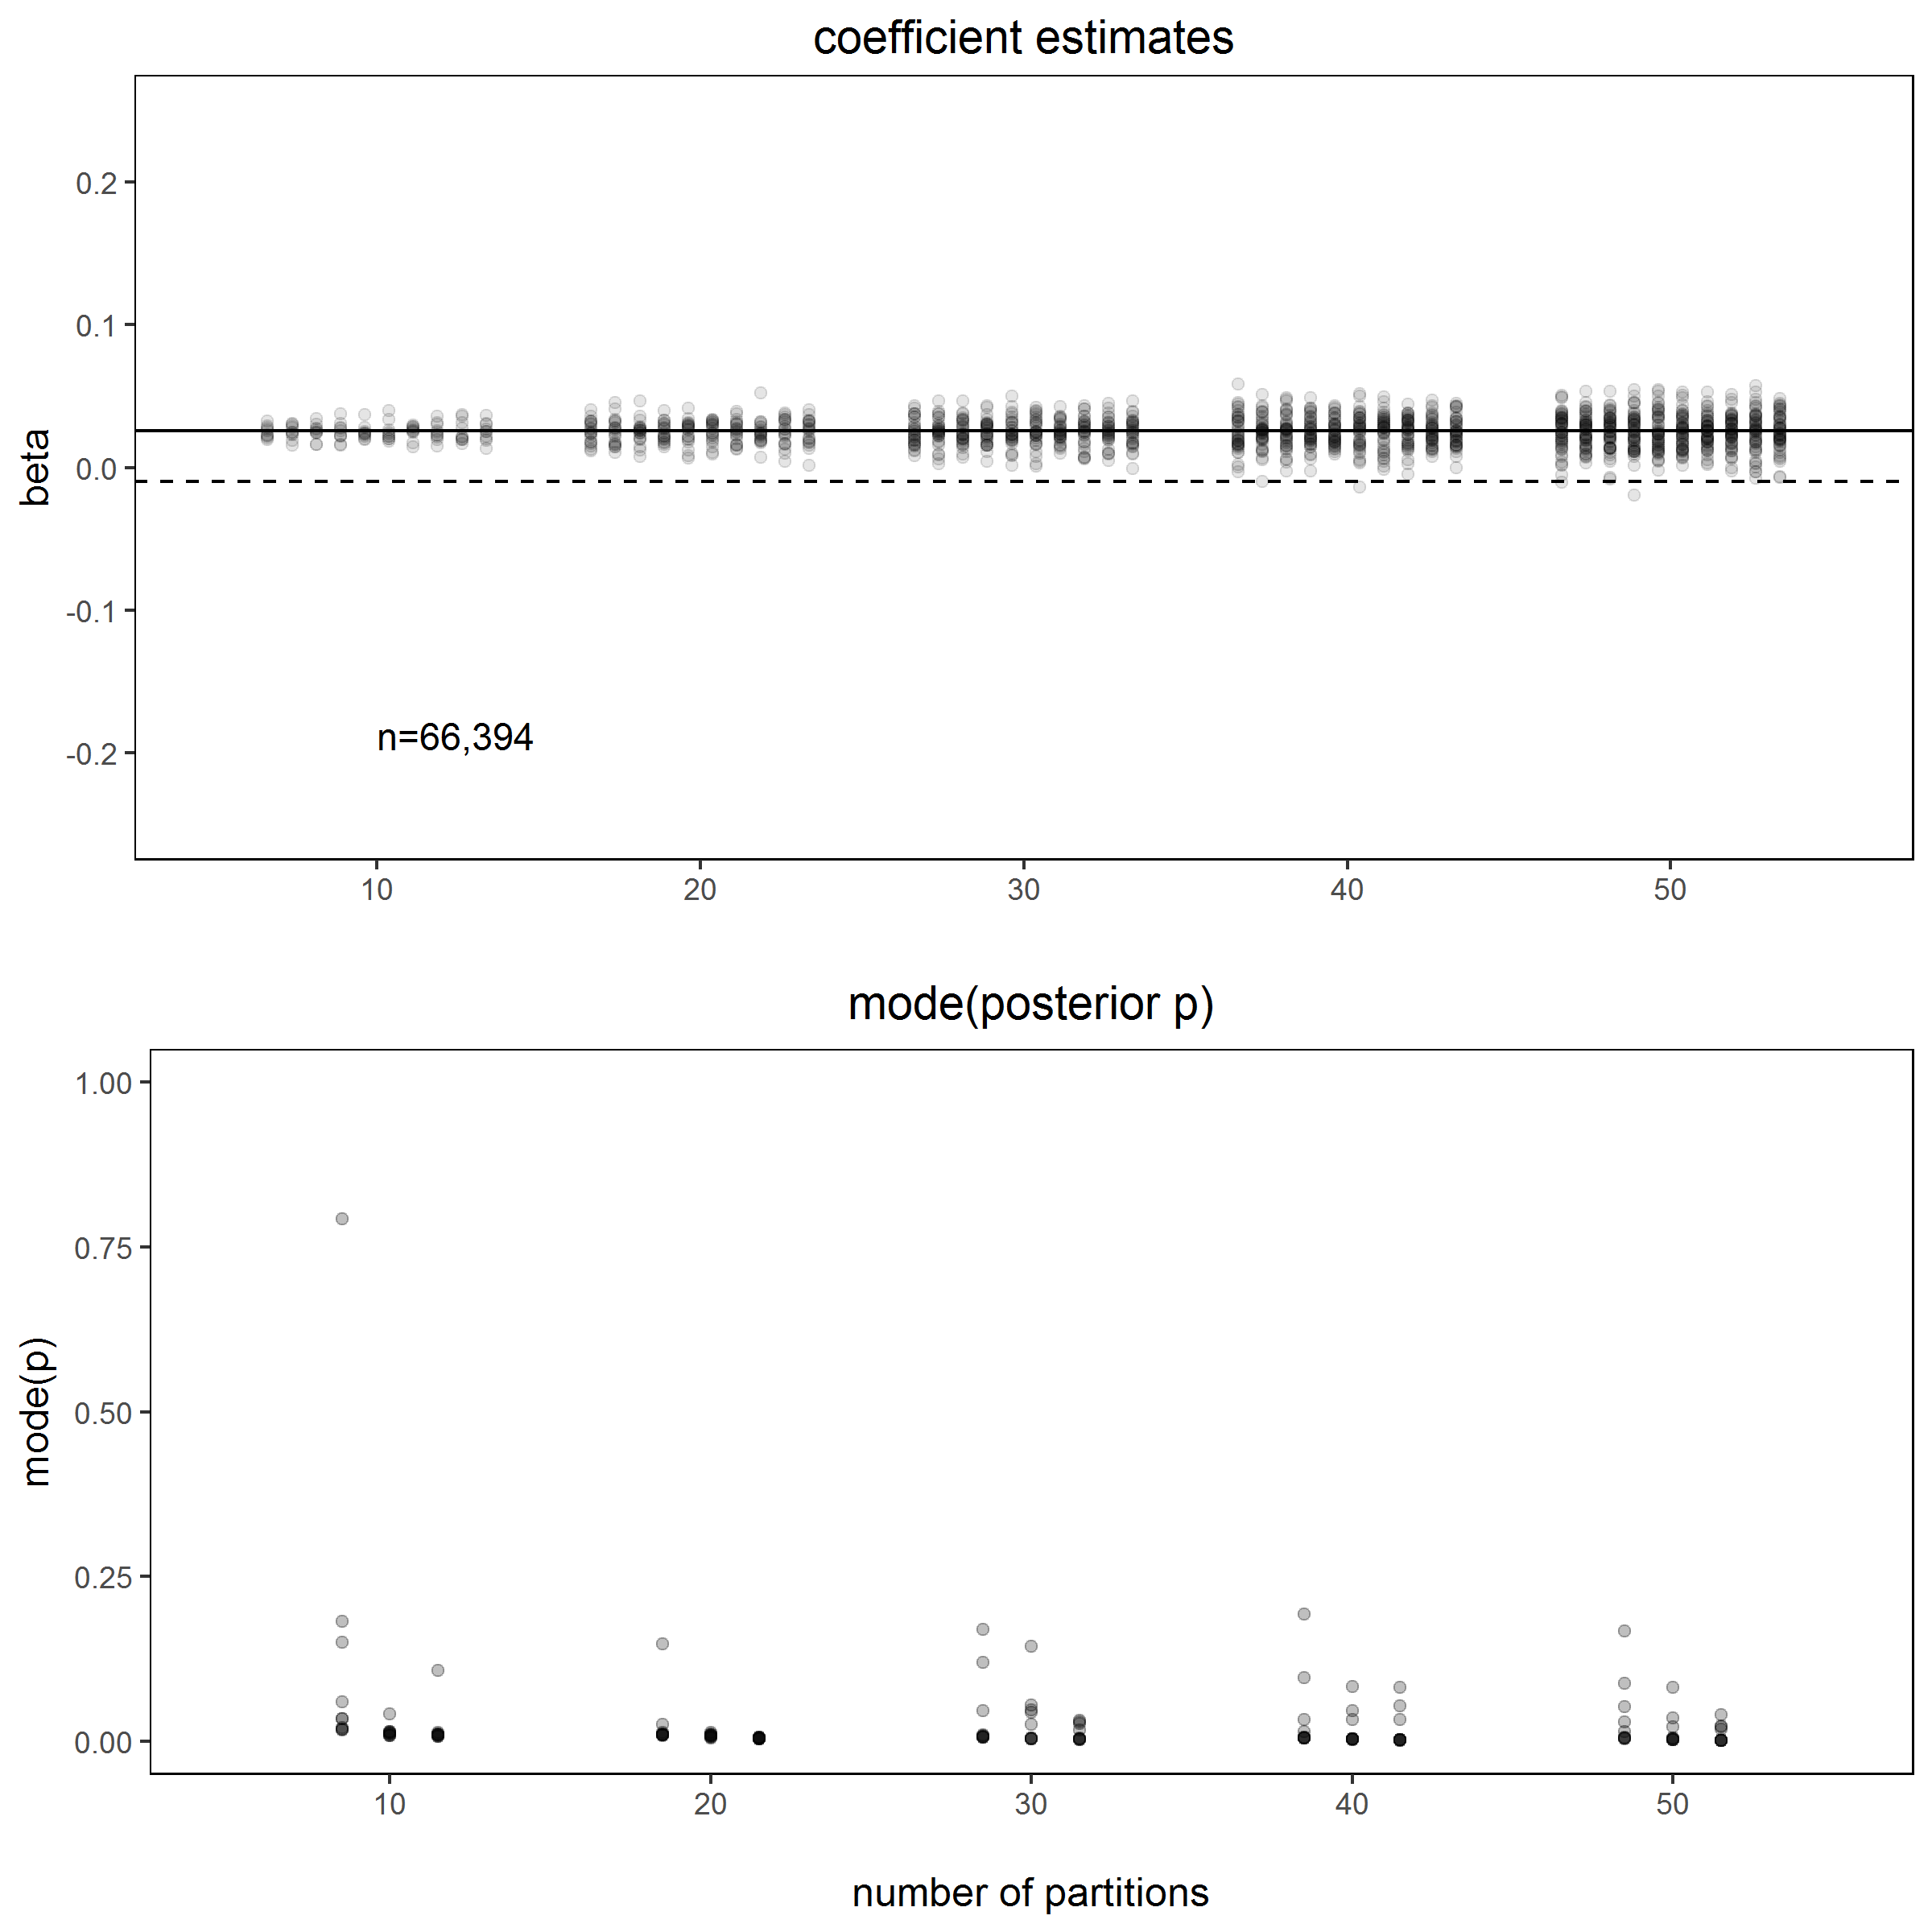 coefficient estimates
beta
0.2
0.1
0.0
-0.1
-0.2
n=66,394
10 20 30 40 50
mode(posterior p)
mode(p)
1.00
0.75
0.50
0.25
0.00
10 20 30 40 50
number of partitions